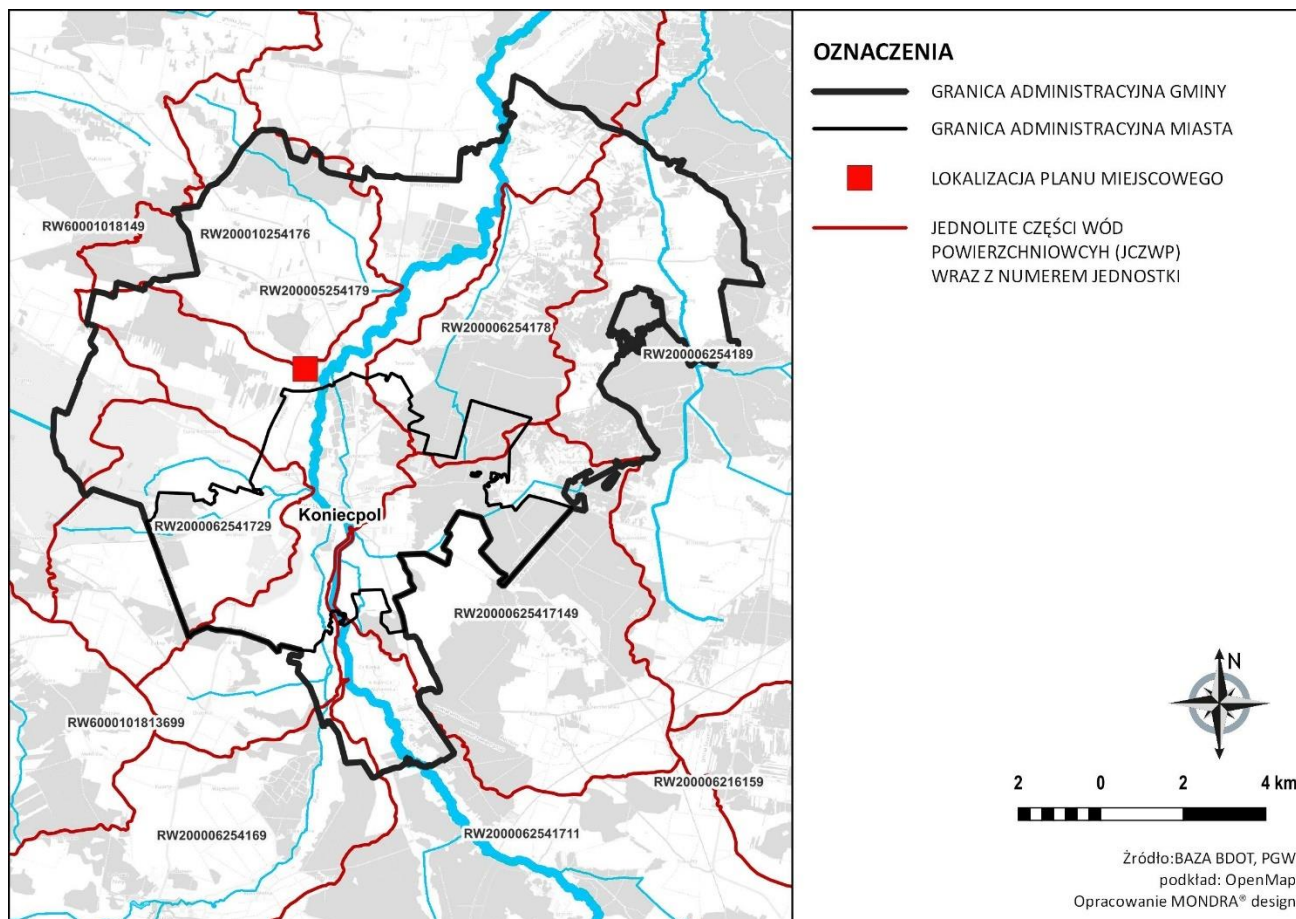 OZNACZENIA
GRANICA ADMINISTRACYJNA GMINY
GRANICA ADMINISTRACYJNA MIASTA
LOKALIZACJA PLANU MIEJSCOWEGO
JEDNOLITE CZĘŚCI WÓD
POWIERZCHNIOWCYH (JCZWP)
WRAZ Z NUMEREM JEDNOSTKI
RW60001018149
RW200010254176
RW200005254179
RW200006254178
RW200006254189
Koniecpol
RW2000062541729
RW20000625417149
RW6000101813699
RW200006216159
RW200006254169
RW2000062541711
N
2 0 2 4 km
Żródło:BAZA BDOT, PGW
podkład: OpenMap
Opracowanie MONDRA® design